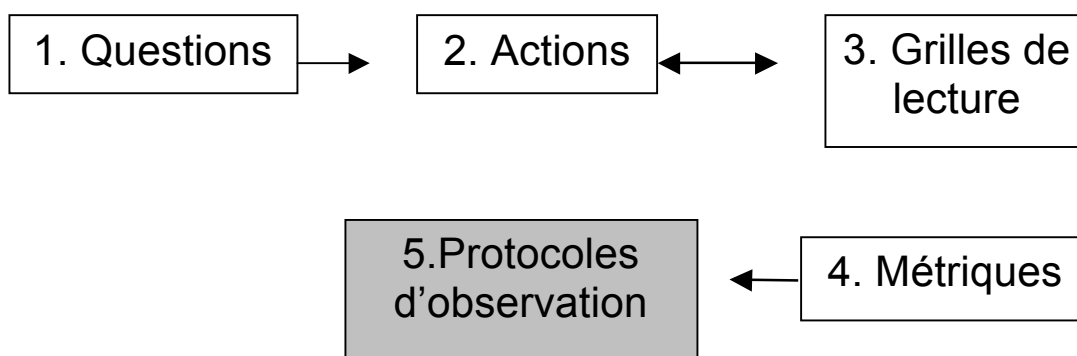 1. Questions
2. Actions
3. Grilles de
lecture
5.Protocoles
d’observation
4. Métriques